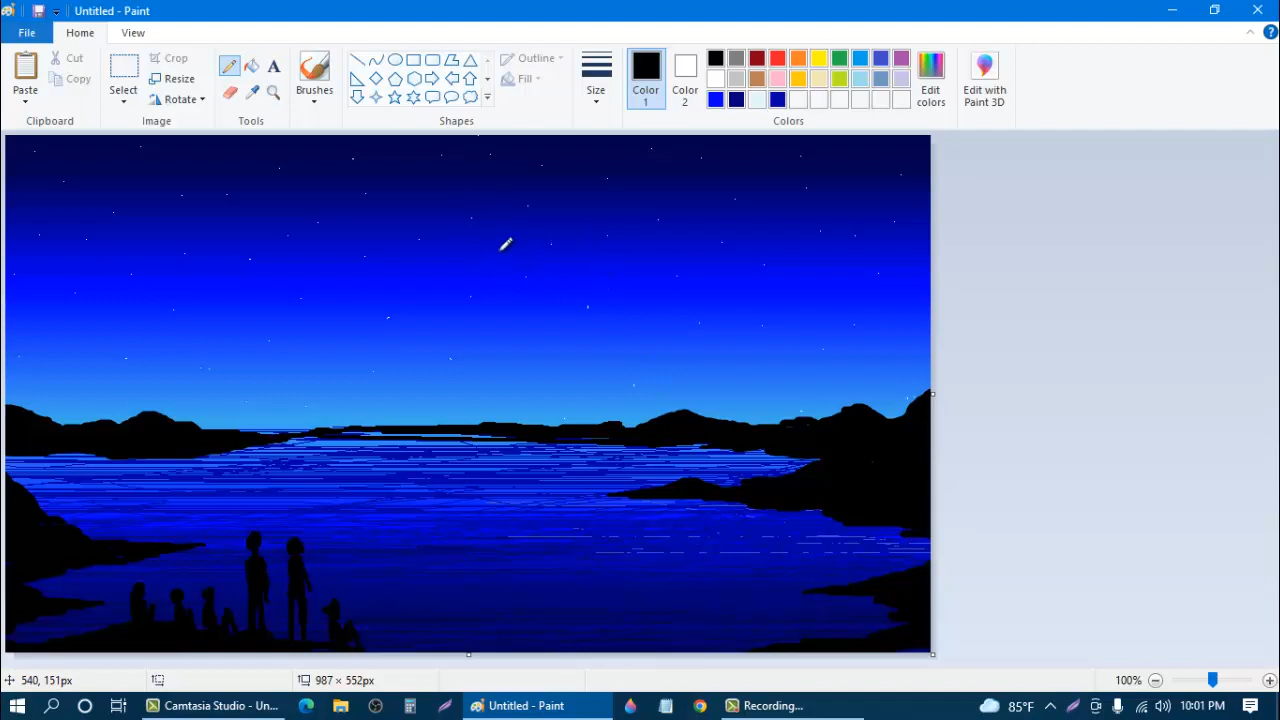 Untitled - Paint
File Home View
Paste
Cut
Copy
Clipboard
Select
Crop
Resize
Rotate
Image
A
Tools
Brushes
Shapes
Outline
Fill
Size
Color 1
Color 2
Edit colors
Colors
Edit with Paint 3D
540, 151px
987 × 552px
100%
Camtasia Studio - Un...
Untitled - Paint
Recording...
85°F
10:01 PM